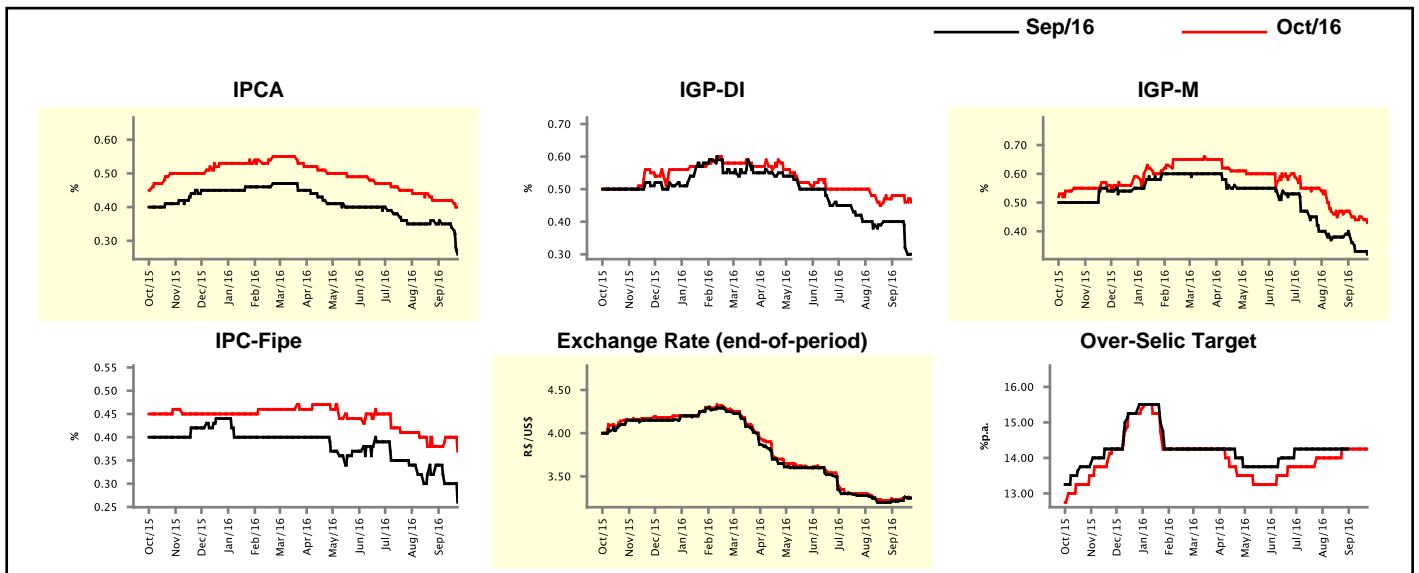 Sep/16 Oct/16
IPCA
%
0.60
0.50
0.40
0.30
Oct/15 Nov/15 Dec/15 Jan/16 Feb/16 Mar/16 Apr/16 May/16 Jun/16 Jul/16 Aug/16 Sep/16
IGP-DI
%
0.70
0.60
0.50
0.40
0.30
Oct/15 Nov/15 Dec/15 Jan/16 Feb/16 Mar/16 Apr/16 May/16 Jun/16 Jul/16 Aug/16 Sep/16
IGP-M
%
0.70
0.60
0.50
0.40
Oct/15 Nov/15 Dec/15 Jan/16 Feb/16 Mar/16 Apr/16 May/16 Jun/16 Jul/16 Aug/16 Sep/16
IPC-Fipe
%
0.55
0.50
0.45
0.40
0.35
0.30
0.25
Oct/15 Nov/15 Dec/15 Jan/16 Feb/16 Mar/16 Apr/16 May/16 Jun/16 Jul/16 Aug/16 Sep/16
Exchange Rate (end-of-period)
R$/US$
4.50
4.00
3.50
Oct/15 Nov/15 Dec/15 Jan/16 Feb/16 Mar/16 Apr/16 May/16 Jun/16 Jul/16 Aug/16 Sep/16
Over-Selic Target
%p.a.
16.00
15.00
14.00
13.00
Oct/15 Nov/15 Dec/15 Jan/16 Feb/16 Mar/16 Apr/16 May/16 Jun/16 Jul/16 Aug/16 Sep/16